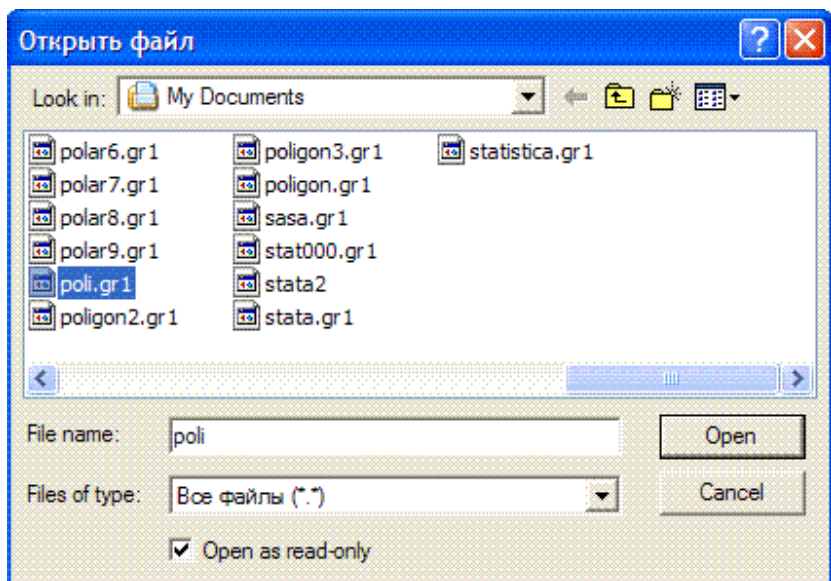 Открыть файл
Look in: My Documents
polar6.gr1 poligon3.gr1 statistica.gr1
polar7.gr1 poligon.gr1
polar8.gr1 sasa.gr1
polar9.gr1 stat000.gr1
poli.gr1 stata2
poligon2.gr1 stata.gr1
File name: poli Open
Files of type: Все файлы (*.*) Cancel
Open as read-only